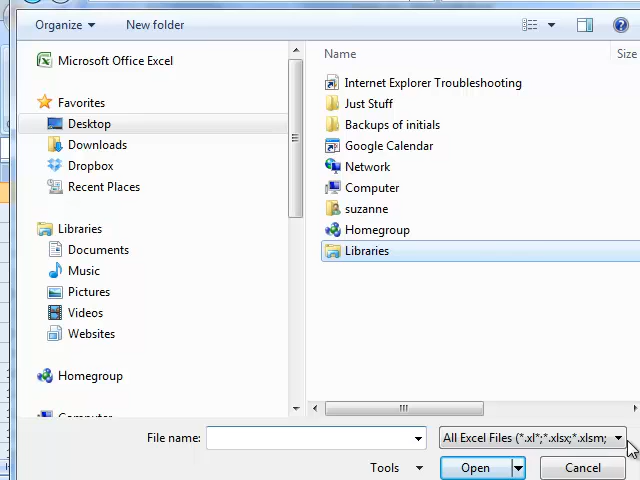 Organize
New folder
Microsoft Office Excel
Favorites
Desktop
Downloads
Dropbox
Recent Places
Libraries
Documents
Music
Pictures
Videos
Websites
Homegroup
Computer
Name
Size
Internet Explorer Troubleshooting
Just Stuff
Backups of initials
Google Calendar
Network
Computer
suzanne
Homegroup
Libraries
File name:
All Excel Files (*.xl*;*.xlsx;*.xlsm;
Tools
Open
Cancel